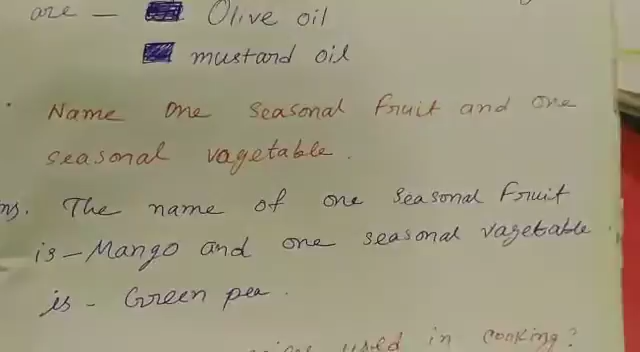 are — Olive oil
mustard oil
Name one seasonal fruit and one
seasonal vagetable.
ns. The name of one seasonal Fruit
is - Mango and one seasonal vagetable
is - Green pea.
used in cooking?